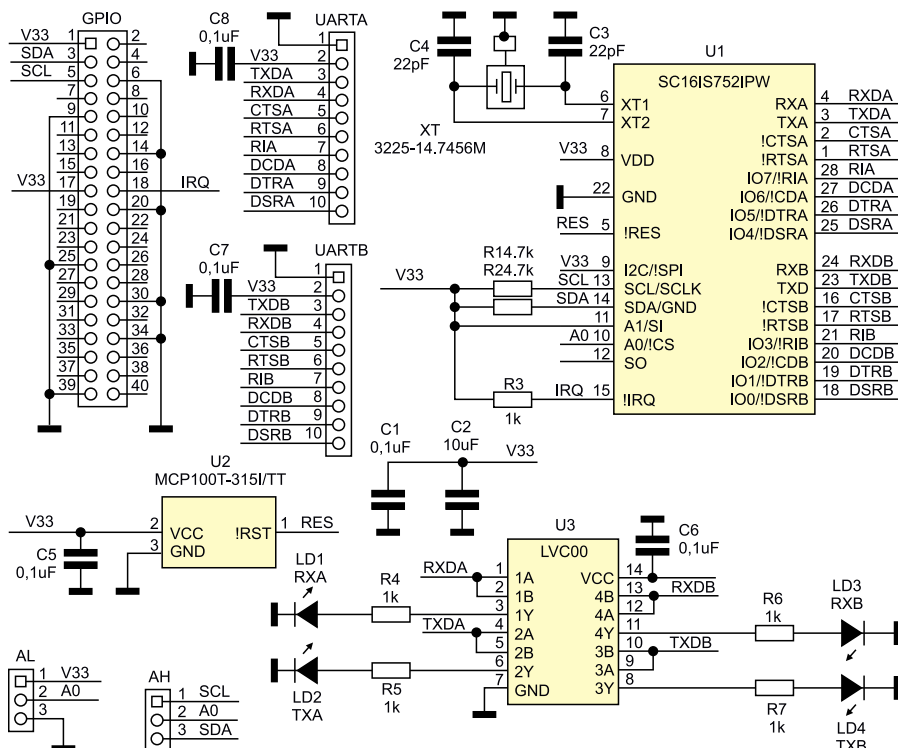 GPIO
V33 1 2
SDA 3 4
SCL 5 6
7 8
9 10
11 12
13 14
15 16
V33 17 18 IRQ
19 20
21 22
23 24
25 26
27 28
29 30
31 32
33 34
35 36
37 38
39 40
C8
0,1uF
UARTA
1
V33 2
TXDA 3
RXDA 4
CTSA 5
RTSA 6
RIA 7
DCDA 8
DTRA 9
DSRA 10
C7
0,1uF
UARTB
1
V33 2
TXDB 3
RXDB 4
CTSB 5
RTSB 6
RIB 7
DCDB 8
DTRB 9
DSRB 10
C4
22pF
C3
22pF
XT
3225-14.7456M
U1
SC16IS752IPW
6 XT1 RXA 4 RXDA
7 XT2 TXA 3 TXDA
!CTSA 2 CTSA
V33 8 VDD !RTSA 1 RTSA
IO7/!RIA 28 RIA
22 GND IO6/!CDA 27 DCDA
IO5/!DTRA 26 DTRA
RES 5 !RES IO4/!DSRA 25 DSRA
V33 9 I2C/!SPI RXB 24 RXDB
SCL 13 SCL/SCLK TXD 23 TXDB
SDA 14 SDA/GND !CTSB 16 CTSB
11 A1/SI !RTSB 17 RTSB
A0 10 A0/!CS IO3/!RIB 21 RIB
12 SO IO2/!CDB 20 DCDB
IO1/!DTRB 19 DTRB
IRQ 15 !IRQ IO0/!DSRB 18 DSRB
V33
R14.7k
R24.7k
R3
1k
C1
0,1uF
C2
10uF
V33
U2
MCP100T-315I/TT
V33 2 VCC !RST 1 RES
3 GND
C5
0,1uF
U3
LVC00
C6
0,1uF
RXDA 1 1A VCC 14
2 1B 4B 13 RXDB
3 1Y 4A 12
TXDA 4 2A 4Y 11
5 2B 3B 10 TXDB
6 2Y 3A 9
7 GND 3Y 8
LD1
RXA
R4
1k
LD2
TXA
R5
1k
R6
1k
LD3
RXB
R7
1k
LD4
TXB
AL
1 V33
2 A0
3
AH
1 SCL
2 A0
3 SDA